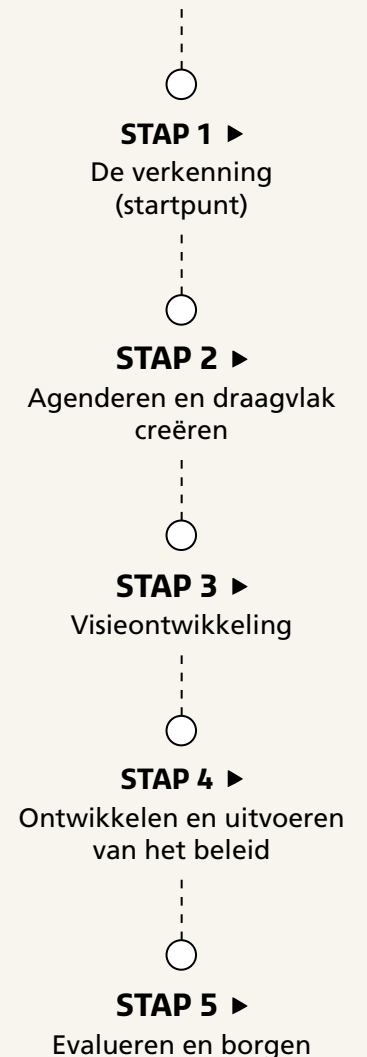 STAP 1 ▶
De verkenning
(startpunt)
STAP 2 ▶
Agenderen en draagvlak
creëren
STAP 3 ▶
Visieontwikkeling
STAP 4 ▶
Ontwikkelen en uitvoeren
van het beleid
STAP 5 ▶
Evalueren en borgen